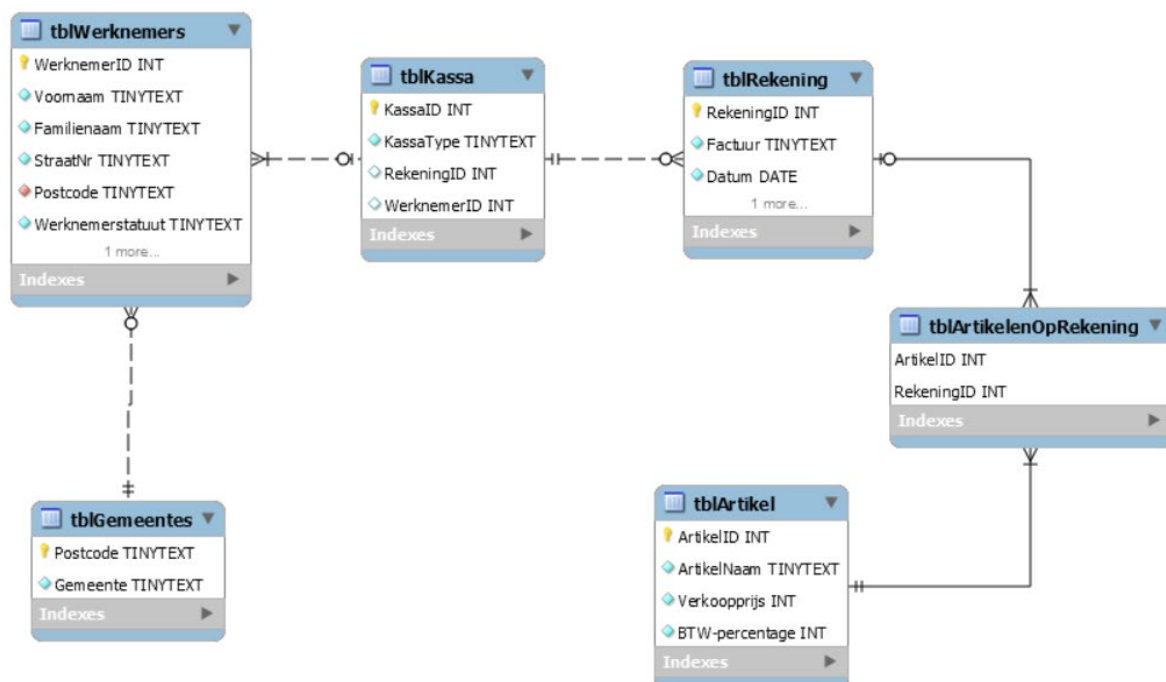 tblWerknemers
WerknemerID INT
Voornaam TINYTEXT
Familienaam TINYTEXT
StraatNr TINYTEXT
Postcode TINYTEXT
Werknemerstatuut TINYTEXT
1 more...
Indexes
tblKassa
KassaID INT
KassaType TINYTEXT
RekeningID INT
WerknemerID INT
Indexes
tblRekening
RekeningID INT
Factuur TINYTEXT
Datum DATE
1 more...
Indexes
tblArtikelenOpRekening
ArtikelID INT
RekeningID INT
Indexes
tblGemeentes
Postcode TINYTEXT
Gemeente TINYTEXT
Indexes
tblArtikel
ArtikelID INT
ArtikelNaam TINYTEXT
Verkoopprijs INT
BTW-percentage INT
Indexes